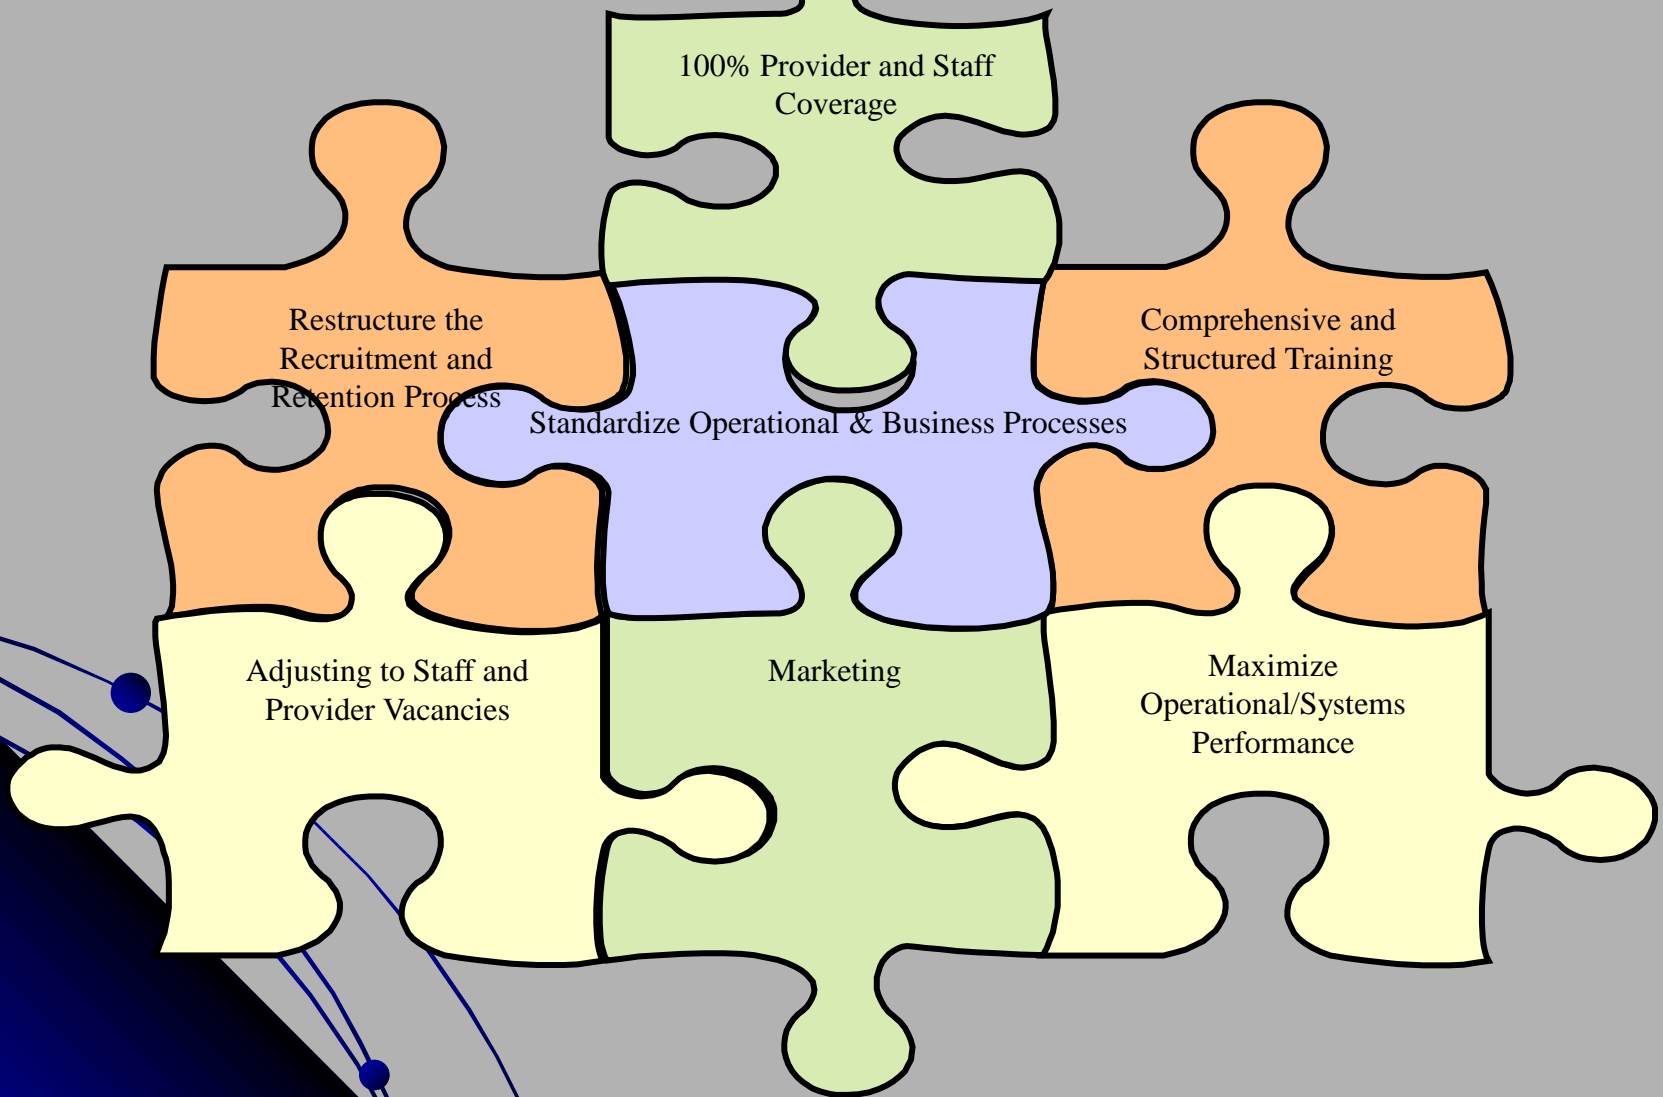 100% Provider and Staff
Coverage
Restructure the
Recruitment and
Retention Process
Standardize Operational & Business Processes
Comprehensive and
Structured Training
Adjusting to Staff and
Provider Vacancies
Marketing
Maximize
Operational/Systems
Performance